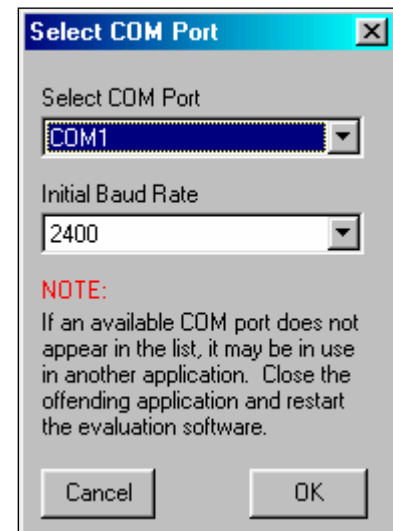 Select COM Port
Select COM Port
COM1
Initial Baud Rate
2400
NOTE:
If an available COM port does not
appear in the list, it may be in use
in another application.  Close the
offending application and restart
the evaluation software.
Cancel
OK